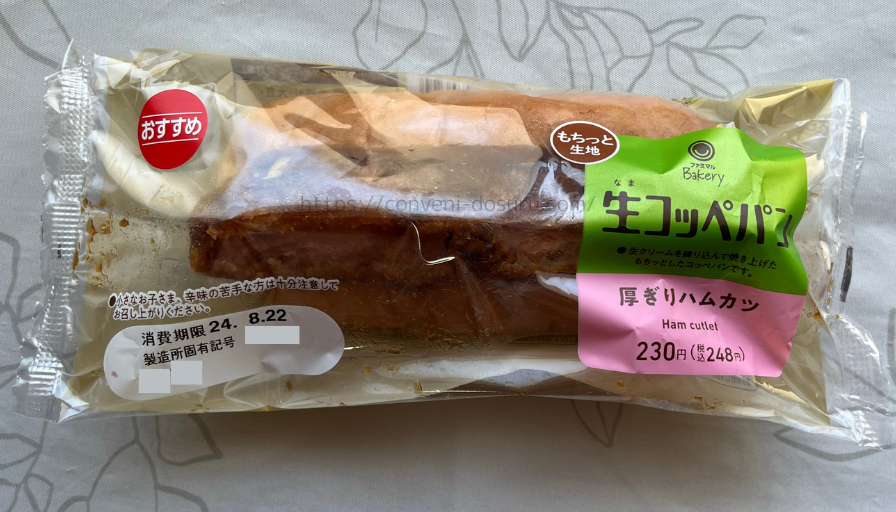 おすすめ
もちっと
生地
ファミマル
Bakery
なま
生コッペパン
●生クリームを練り込んで焼き上げた
もちっとしたコッペパンです。
厚ぎりハムカツ
Ham cutlet
230円(税込248円)
https://conveni-dosuru.com/
●小さなお子さま、辛味の苦手な方は十分注意して
お召し上がりください。
消費期限 24. 8.22
製造所固有記号